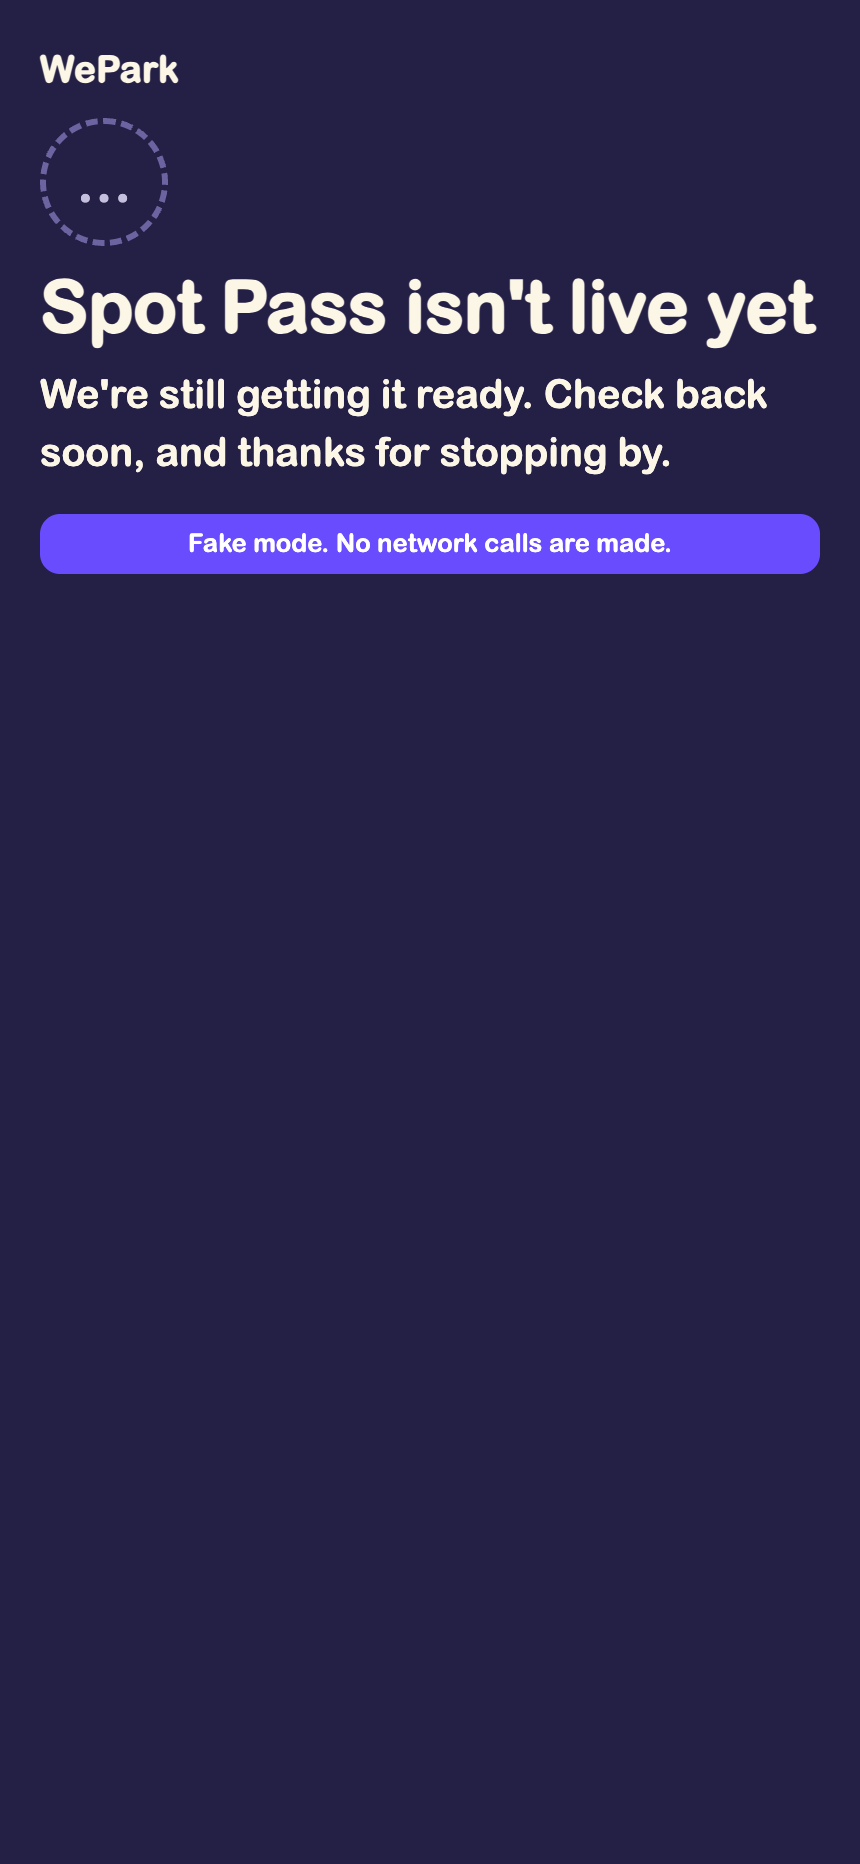 WePark
...
Spot Pass isn't live yet
We're still getting it ready. Check back
soon, and thanks for stopping by.
Fake mode. No network calls are made.